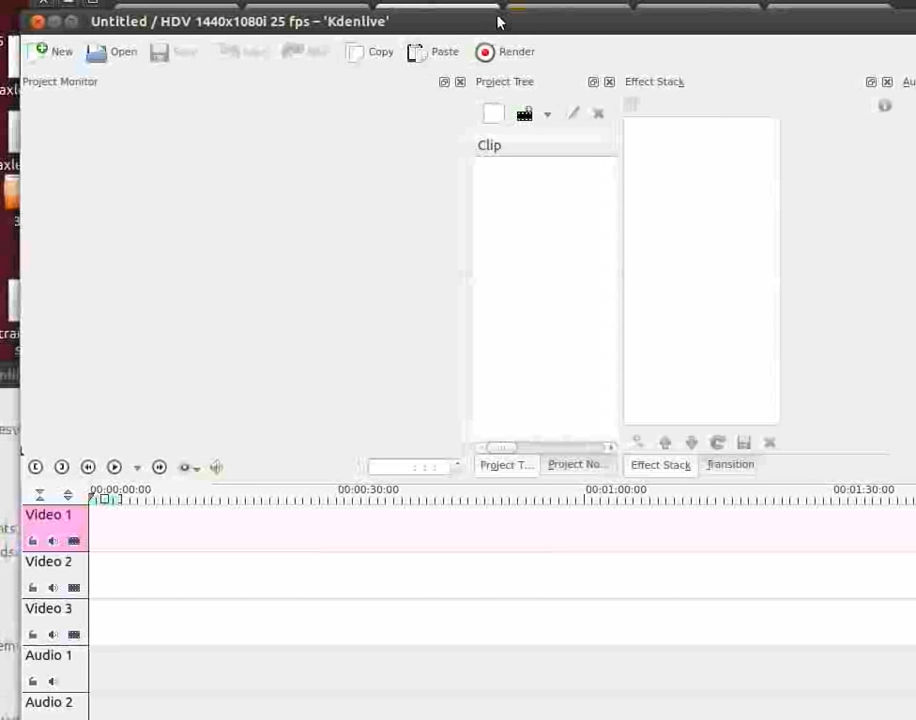 Untitled / HDV 1440x1080i 25 fps – 'Kdenlive'
New Open Copy Paste Render
Project Monitor Project Tree Effect Stack Au
Clip
Project T... Project No... Effect Stack Transition
00:00:00:00 00:00:30:00 00:01:00:00 00:01:30:00
Video 1
Video 2
Video 3
Audio 1
Audio 2